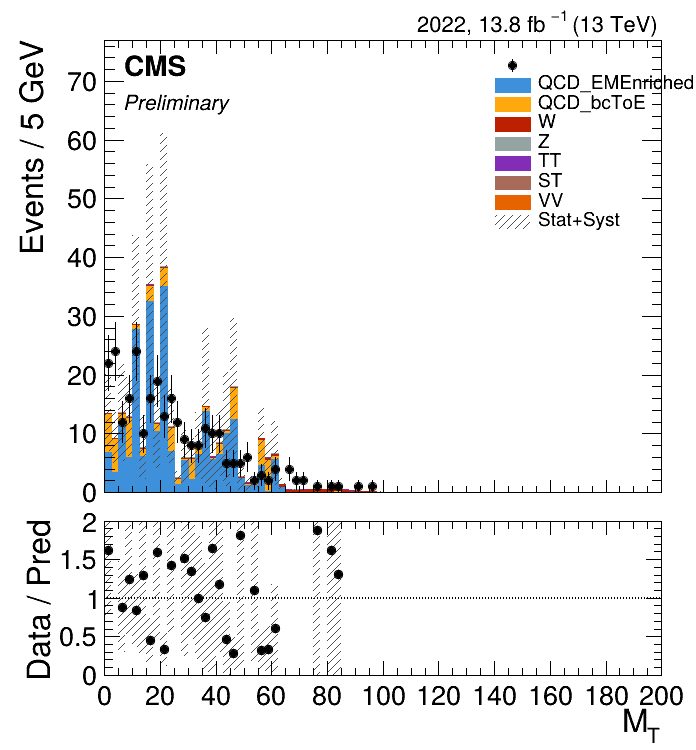 2022, 13.8 fb⁻¹ (13 TeV)
CMS
Preliminary
Events / 5 GeV
70
60
50
40
30
20
10
0
QCD_EMEnriched
QCD_bcToE
W
Z
TT
ST
VV
Stat+Syst
Data / Pred
2
1.5
1
0.5
0
0 20 40 60 80 100 120 140 160 180 200
M_T